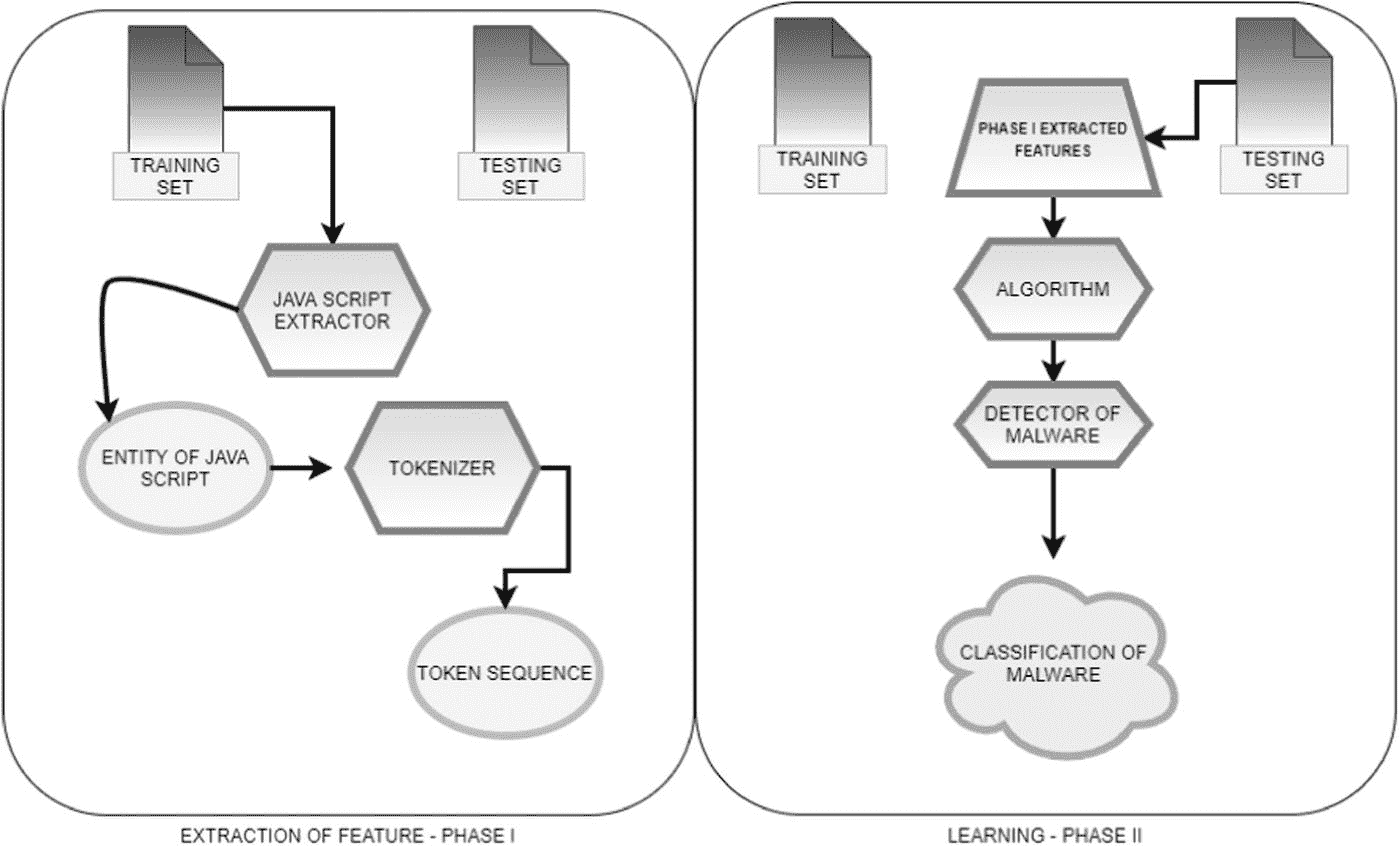 TRAINING
SET
TESTING
SET
JAVA SCRIPT
EXTRACTOR
ENTITY OF JAVA
SCRIPT
TOKENIZER
TOKEN SEQUENCE
EXTRACTION OF FEATURE - PHASE I
TRAINING
SET
PHASE I EXTRACTED
FEATURES
TESTING
SET
ALGORITHM
DETECTOR OF
MALWARE
CLASSIFICATION OF
MALWARE
LEARNING - PHASE II